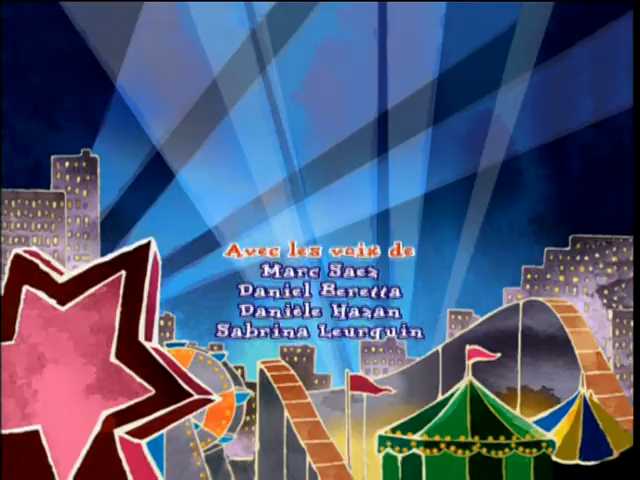 Avec les voix de
Marc Saez
Daniel Beretta
Danièle Hazan
Sabrina Leurquin